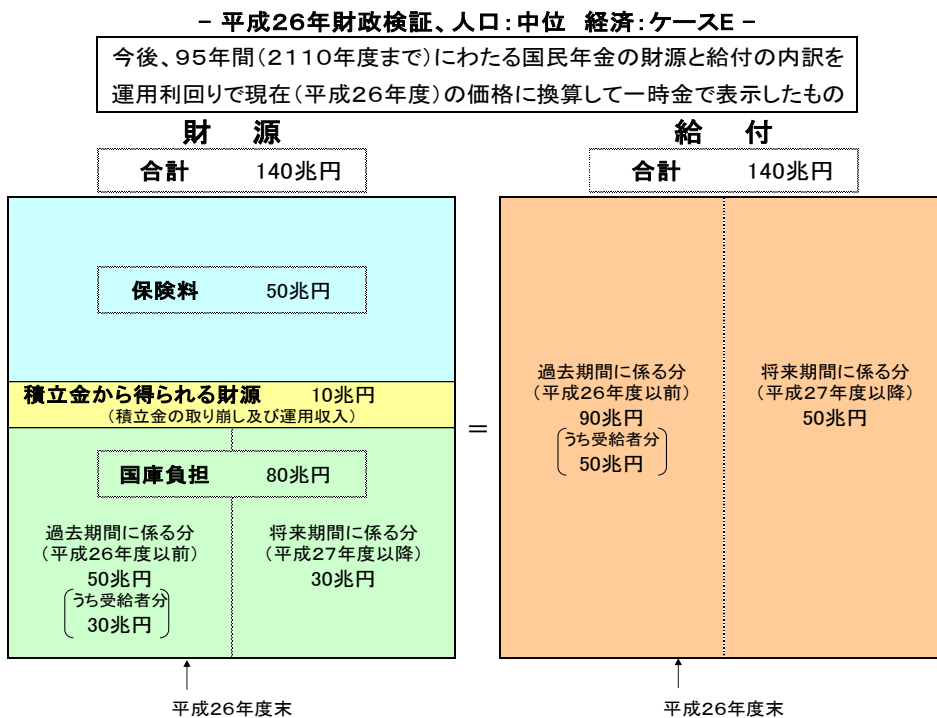 － 平成26年財政検証、人口：中位　経済：ケースE －
今後、95年間（2110年度まで）にわたる国民年金の財源と給付の内訳を
運用利回りで現在（平成26年度）の価格に換算して一時金で表示したもの
財　源
合計　140兆円
保険料　50兆円
積立金から得られる財源　10兆円
（積立金の取り崩し及び運用収入）
国庫負担　80兆円
過去期間に係る分
（平成26年度以前）
50兆円
うち受給者分
30兆円
将来期間に係る分
（平成27年度以降）
30兆円
平成26年度末
＝
給　付
合計　140兆円
過去期間に係る分
（平成26年度以前）
90兆円
うち受給者分
50兆円
将来期間に係る分
（平成27年度以降）
50兆円
平成26年度末